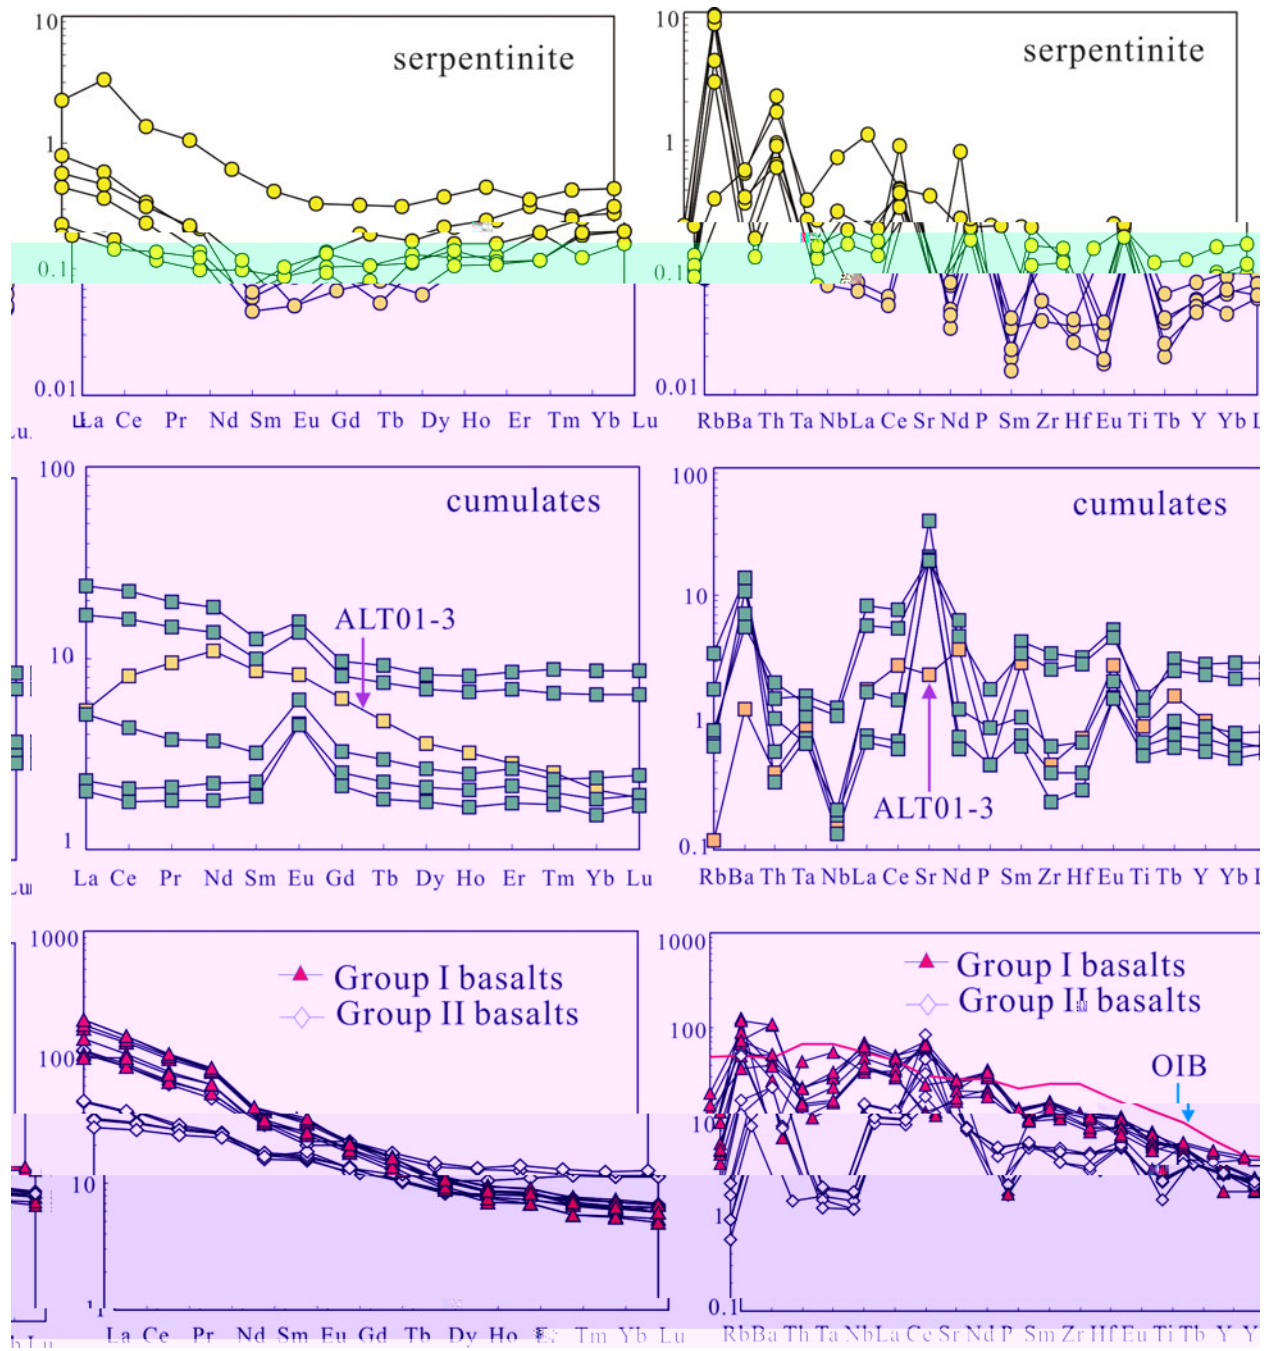 10
serpentinite
1
0.1
0.01
La Ce Pr Nd Sm Eu Gd Tb Dy Ho Er Tm Yb Lu
10
serpentinite
1
0.1
0.01
Rb Ba Th Ta Nb La Ce Sr Nd P Sm Zr Hf Eu Ti Tb Y Yb
Lu
100
cumulates
ALT01-3
10
1
La Ce Pr Nd Sm Eu Gd Tb Dy Ho Er Tm Yb Lu
100
cumulates
10
1
ALT01-3
0.1
Rb Ba Th Ta Nb La Ce Sr Nd P Sm Zr Hf Eu Ti Tb Y Yb
1000
Group I basalts
Group II basalts
100
10
1
La Ce Pr Nd Sm Eu Gd Tb Dy Ho Tm Yb Lu
1000
Group I basalts
Group II basalts
100
OIB
10
1
0.1
Rb Ba Th Ta Nb La Ce Sr Nd P Sm Zr Hf Eu Ti Tb Y Y
Lu